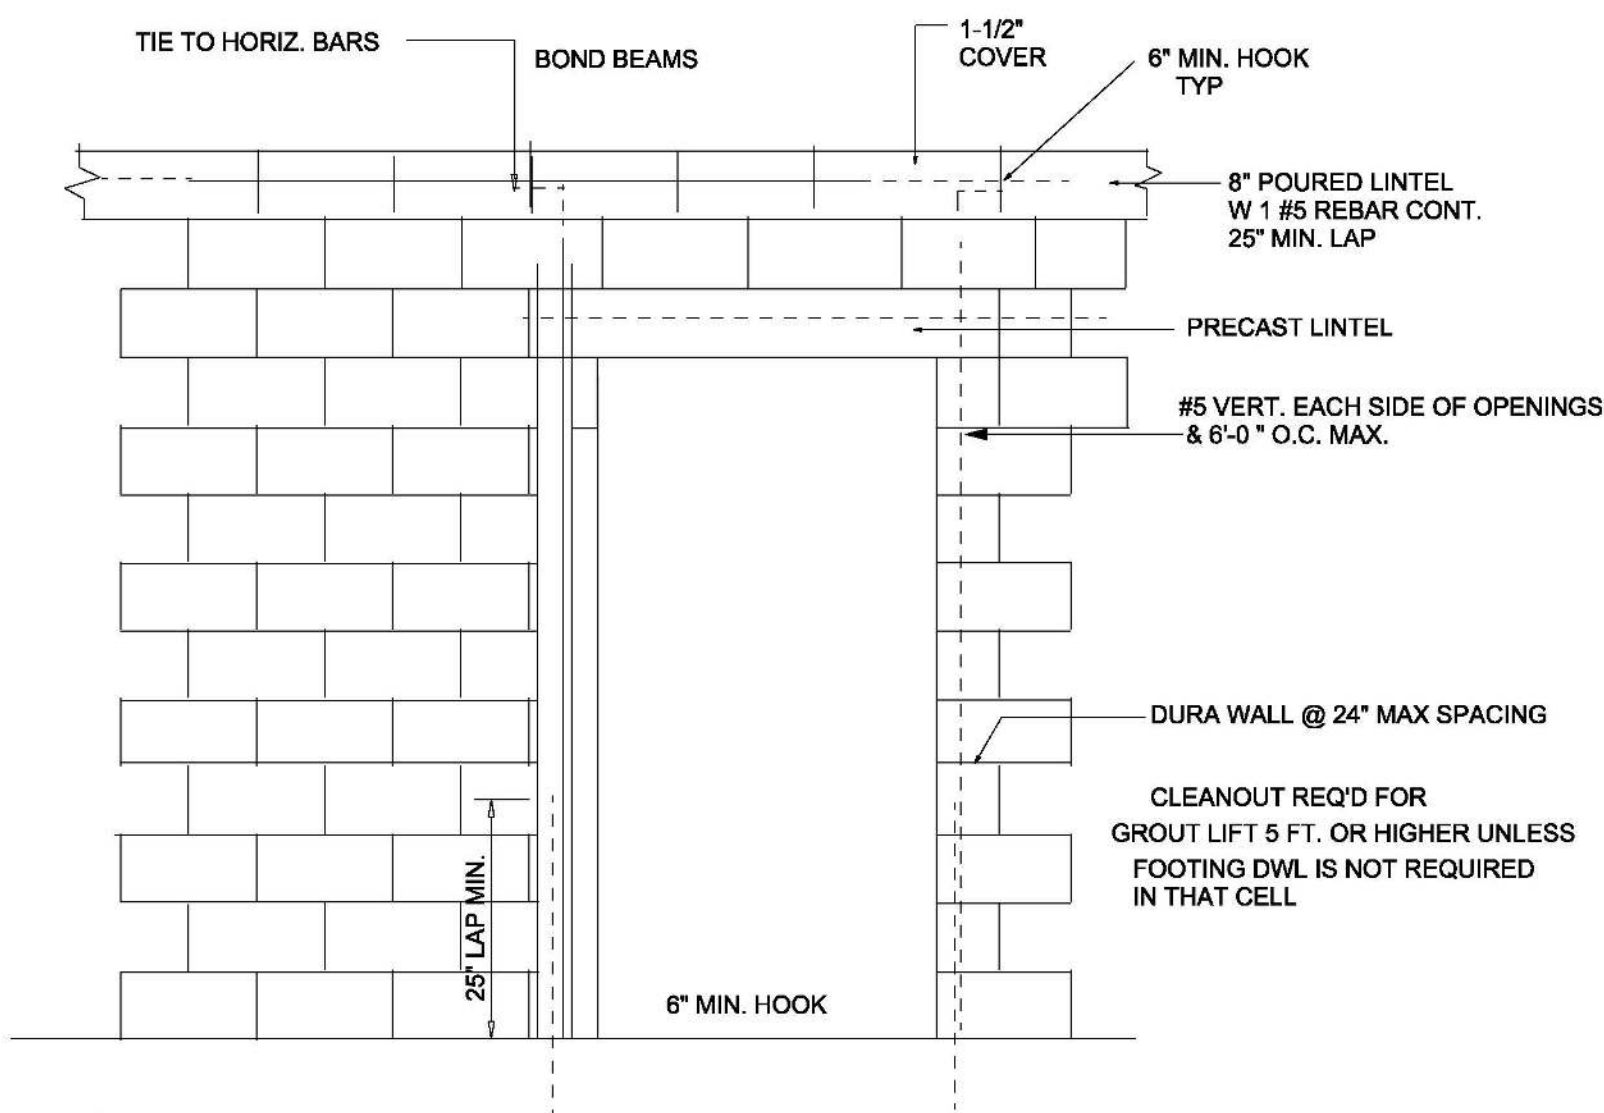 TIE TO HORIZ. BARS
BOND BEAMS
1-1/2"
COVER
6" MIN. HOOK
TYP
8" POURED LINTEL
W 1 #5 REBAR CONT.
25" MIN. LAP
PRECAST LINTEL
#5 VERT. EACH SIDE OF OPENINGS
& 6'-0 " O.C. MAX.
DURA WALL @ 24" MAX SPACING
CLEANOUT REQ'D FOR
GROUT LIFT 5 FT. OR HIGHER UNLESS
FOOTING DWL IS NOT REQUIRED
IN THAT CELL
25" LAP MIN.
6" MIN. HOOK